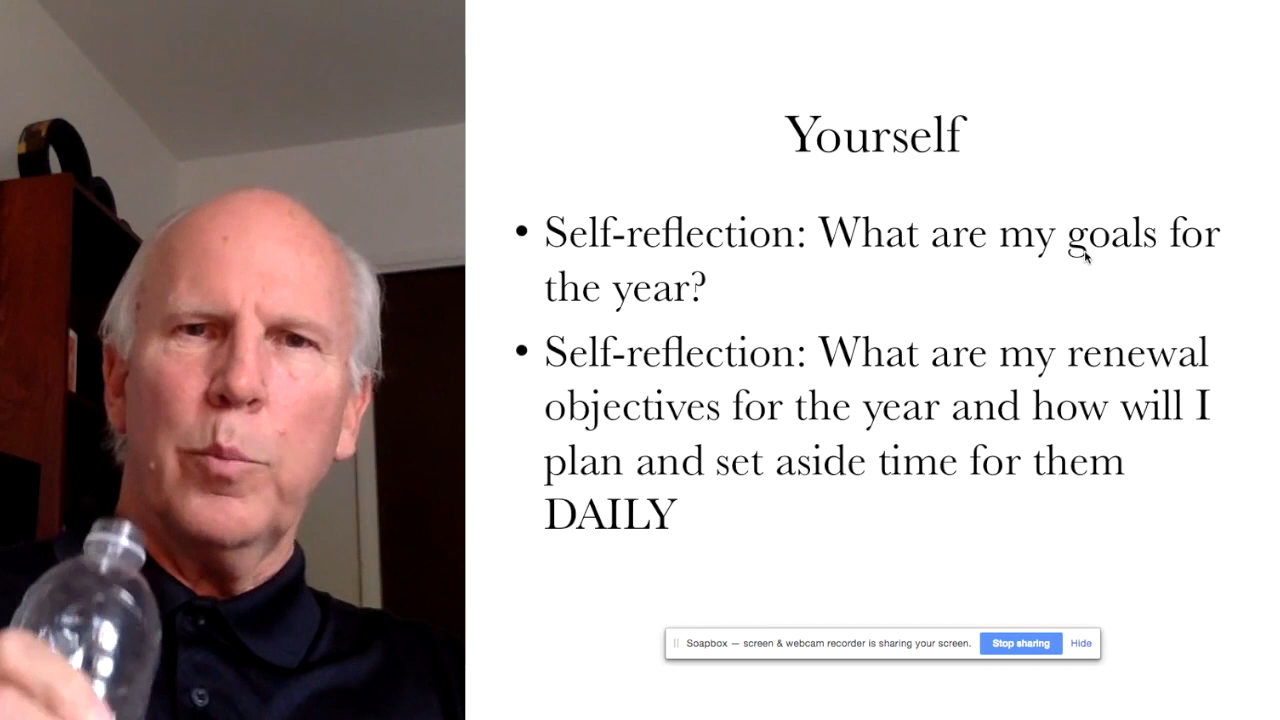 Yourself
• Self-reflection: What are my goals for
the year?
• Self-reflection: What are my renewal
objectives for the year and how will I
plan and set aside time for them
DAILY
Soapbox — screen & webcam recorder is sharing your screen. Stop sharing Hide